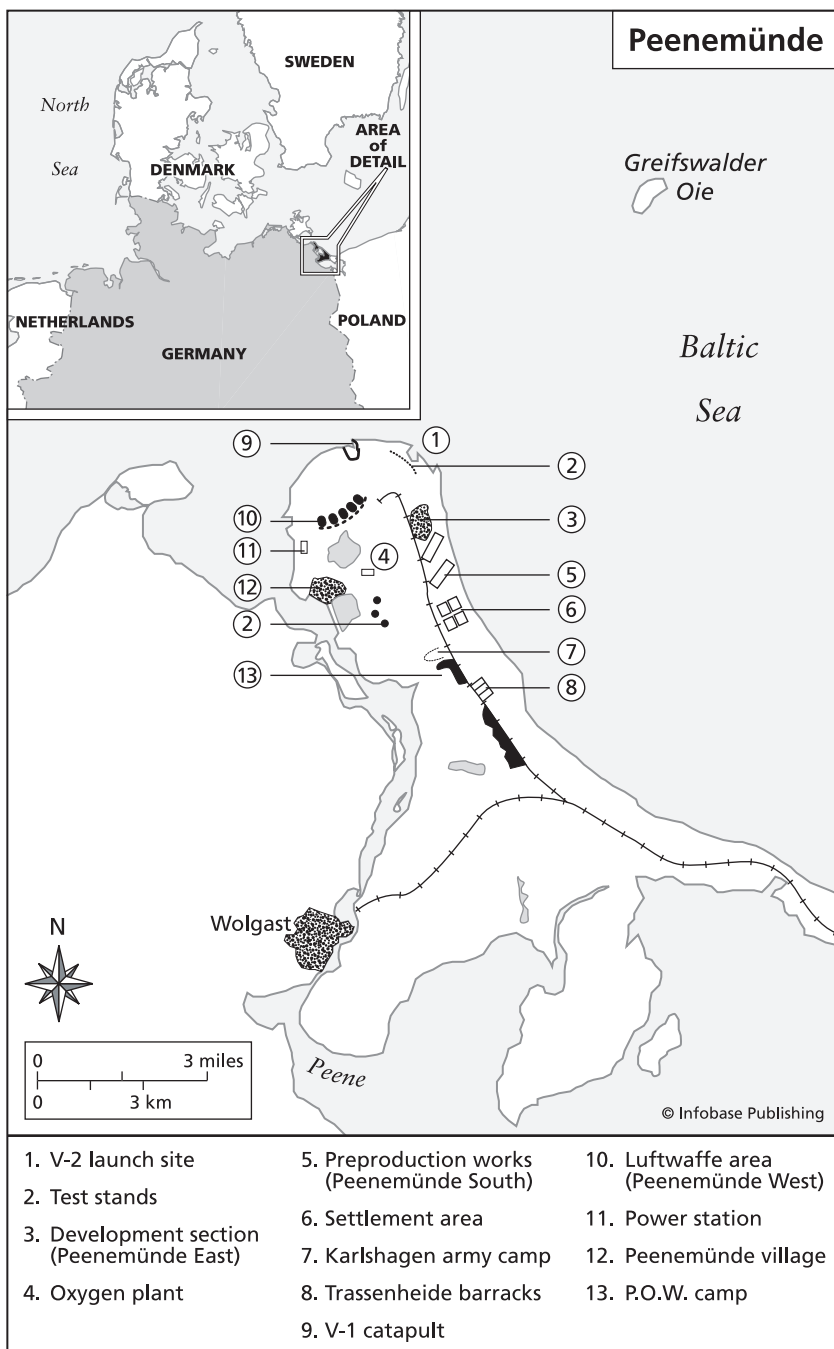 Peenemünde
SWEDEN
North
Sea
AREA
of
DETAIL
DENMARK
NETHERLANDS
GERMANY
POLAND
Greifswalder
Oie
Baltic
Sea
9
1
2
10
3
11
4
5
12
6
2
7
13
8
Wolgast
N
0 3 miles
0 3 km
Peene
© Infobase Publishing
1. V-2 launch site
2. Test stands
3. Development section
(Peenemünde East)
4. Oxygen plant
5. Preproduction works
(Peenemünde South)
6. Settlement area
7. Karlshagen army camp
8. Trassenheide barracks
9. V-1 catapult
10. Luftwaffe area
(Peenemünde West)
11. Power station
12. Peenemünde village
13. P.O.W. camp